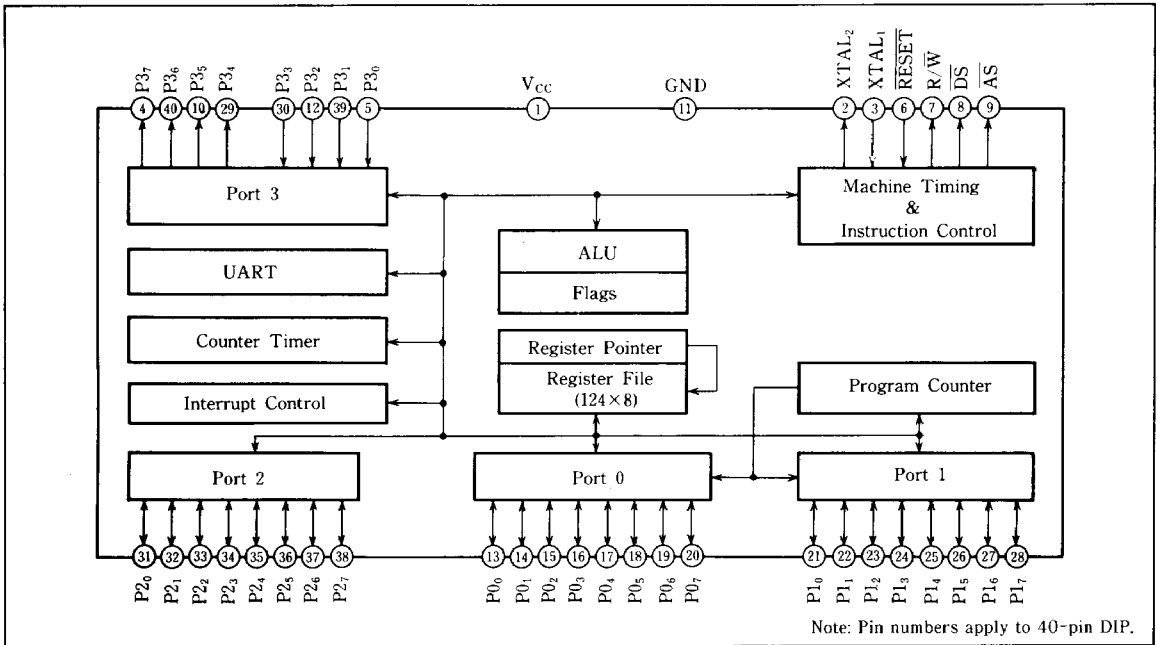 P3₇ P3₆ P3₅ P3₄ P3₃ P3₂ P3₁ P3₀
V_CC GND
XTAL₂ XTAL₁ R̅E̅S̅E̅T̅ R/W̅ D̅S̅ A̅S̅
4 40 10 29 30 12 39 5 1 11 2 3 6 7 8 9
Port 3
Machine Timing
&
Instruction Control
ALU
UART
Flags
Counter Timer
Register Pointer
Register File
(124×8)
Program Counter
Interrupt Control
Port 2
Port 0
Port 1
31 32 33 34 35 36 37 38 13 14 15 16 17 18 19 20 21 22 23 24 25 26 27 28
P2₀ P2₁ P2₂ P2₃ P2₄ P2₅ P2₆ P2₇
P0₀ P0₁ P0₂ P0₃ P0₄ P0₅ P0₆ P0₇
P1₀ P1₁ P1₂ P1₃ P1₄ P1₅ P1₆ P1₇
Note: Pin numbers apply to 40-pin DIP.